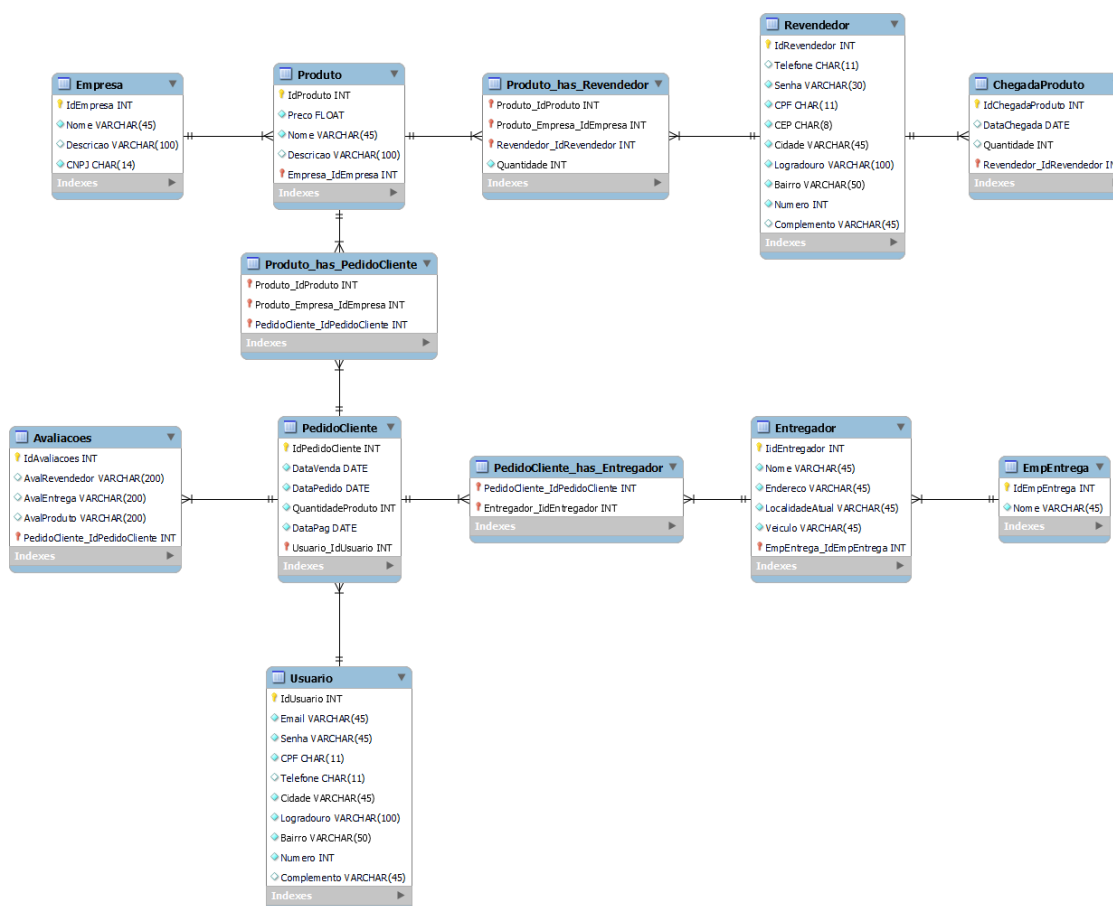 Empresa
IdEmpresa INT
Nome VARCHAR(45)
Descricao VARCHAR(100)
CNPJ CHAR(14)
Indexes
Produto
IdProduto INT
Preco FLOAT
Nome VARCHAR(45)
Descricao VARCHAR(100)
Empresa_IdEmpresa INT
Indexes
Produto_has_Revendedor
Produto_IdProduto INT
Produto_Empresa_IdEmpresa INT
Revendedor_IdRevendedor INT
Quantidade INT
Indexes
Revendedor
IdRevendedor INT
Telefone CHAR(11)
Senha VARCHAR(30)
CPF CHAR(11)
CEP CHAR(8)
Cidade VARCHAR(45)
Logradouro VARCHAR(100)
Bairro VARCHAR(50)
Numero INT
Complemento VARCHAR(45)
Indexes
ChegadaProduto
IdChegadaProduto INT
DataChegada DATE
Quantidade INT
Revendedor_IdRevendedor
Indexes
Produto_has_PedidoCliente
Produto_IdProduto INT
Produto_Empresa_IdEmpresa INT
PedidoCliente_IdPedidoCliente INT
Indexes
Avaliacoes
IdAvaliacoes INT
AvalRevendedor VARCHAR(200)
AvalEntrega VARCHAR(200)
AvalProduto VARCHAR(200)
PedidoCliente_IdPedidoCliente INT
Indexes
PedidoCliente
IdPedidoCliente INT
DataVenda DATE
DataPedido DATE
QuantidadeProduto INT
DataPag DATE
Usuario_IdUsuario INT
Indexes
PedidoCliente_has_Entregador
PedidoCliente_IdPedidoCliente INT
Entregador_IdEntregador INT
Indexes
Entregador
IidEntregador INT
Nome VARCHAR(45)
Endereco VARCHAR(45)
LocalidadeAtual VARCHAR(45)
Veiculo VARCHAR(45)
EmpEntrega_IdEmpEntrega INT
Indexes
EmpEntrega
IdEmpEntrega INT
Nome VARCHAR(45)
Indexes
Usuario
IdUsuario INT
Email VARCHAR(45)
Senha VARCHAR(45)
CPF CHAR(11)
Telefone CHAR(11)
Cidade VARCHAR(45)
Logradouro VARCHAR(100)
Bairro VARCHAR(50)
Numero INT
Complemento VARCHAR(45)
Indexes